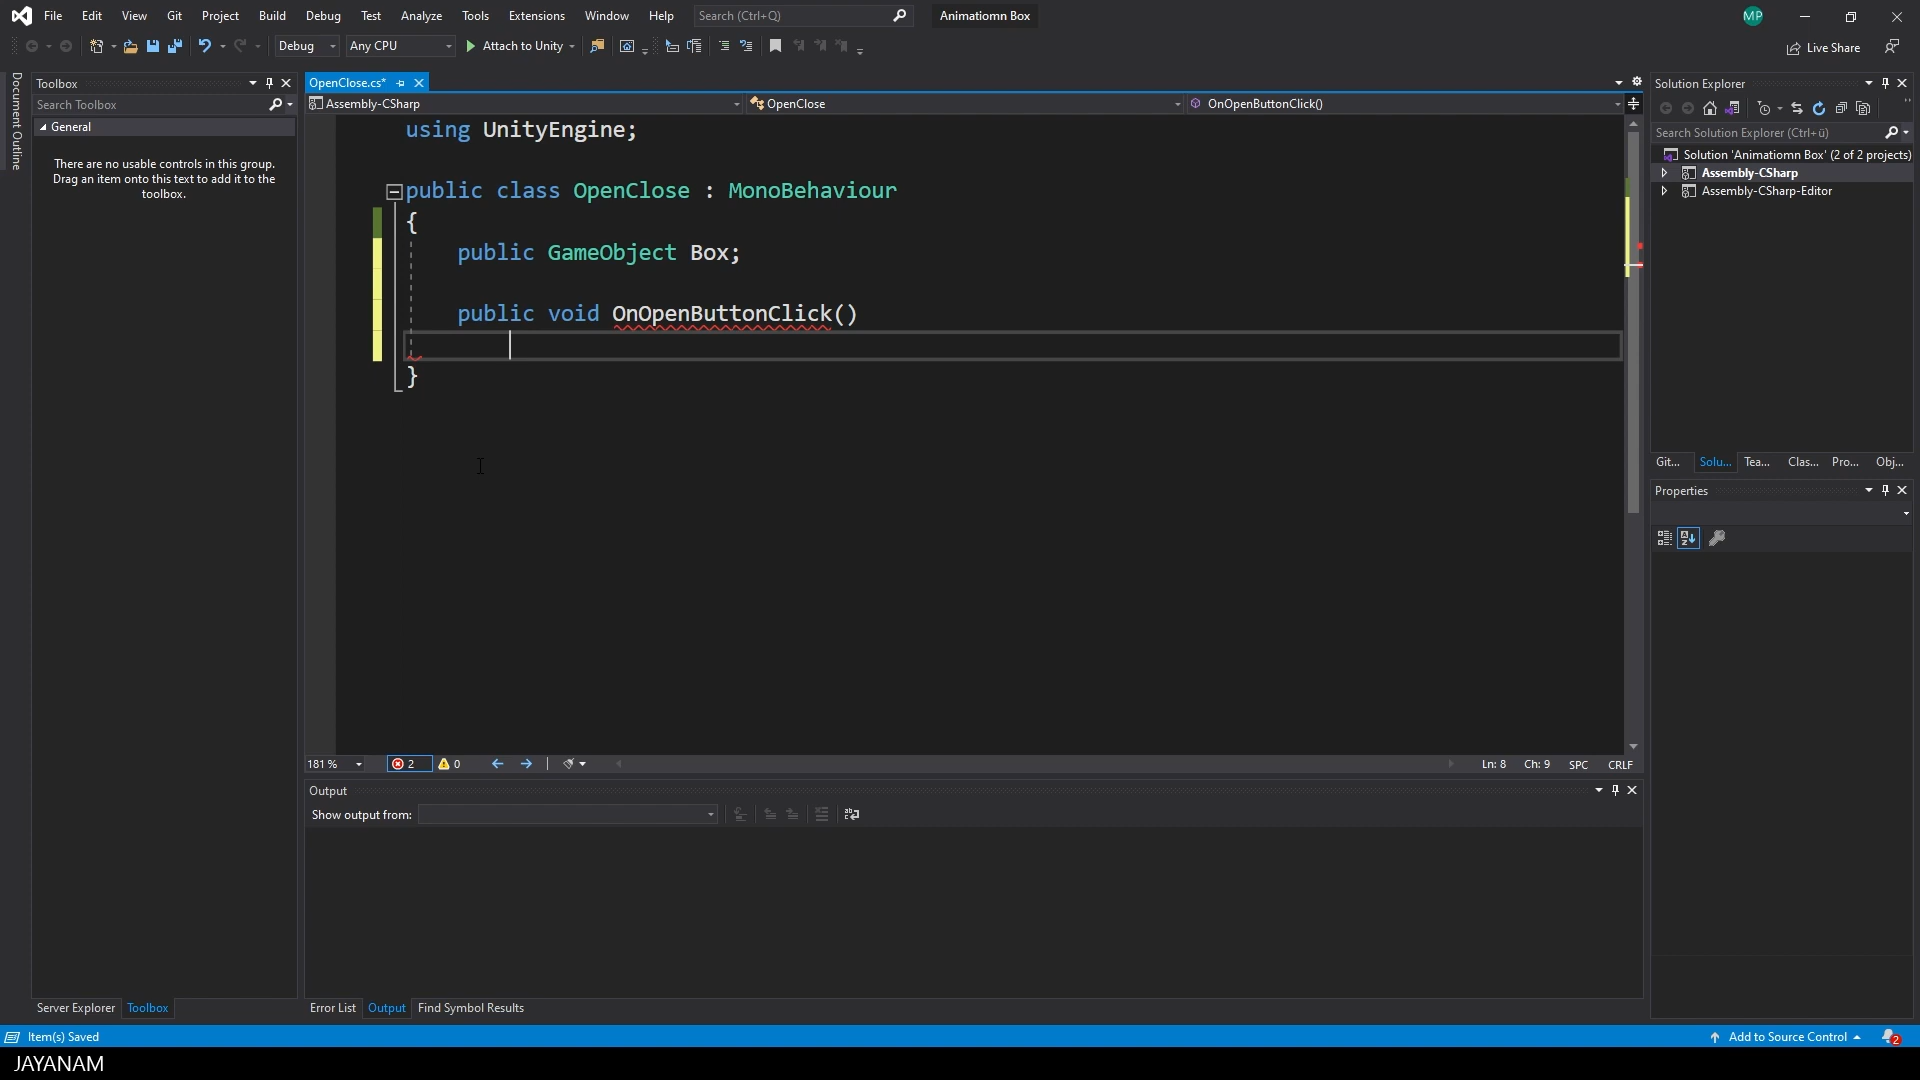 File Edit View Git Project Build Debug Test Analyze Tools Extensions Window Help Search (Ctrl+Q) Animatiomn Box MP
Debug Any CPU Attach to Unity Live Share
Document Outline
Toolbox
Search Toolbox
General
There are no usable controls in this group.
Drag an item onto this text to add it to the
toolbox.
OpenClose.cs*
Assembly-CSharp OpenClose OnOpenButtonClick()
using UnityEngine;
public class OpenClose : MonoBehaviour
{
public GameObject Box;
public void OnOpenButtonClick()
}
181 % 2 0 Ln: 8 Ch: 9 SPC CRLF
Output
Show output from:
Error List Output Find Symbol Results
Server Explorer Toolbox
Solution Explorer
Search Solution Explorer (Ctrl+ü)
Solution 'Animatiomn Box' (2 of 2 projects)
Assembly-CSharp
Assembly-CSharp-Editor
Git... Solu... Tea... Clas... Pro... Obj...
Properties
Item(s) Saved Add to Source Control 2
JAYANAM